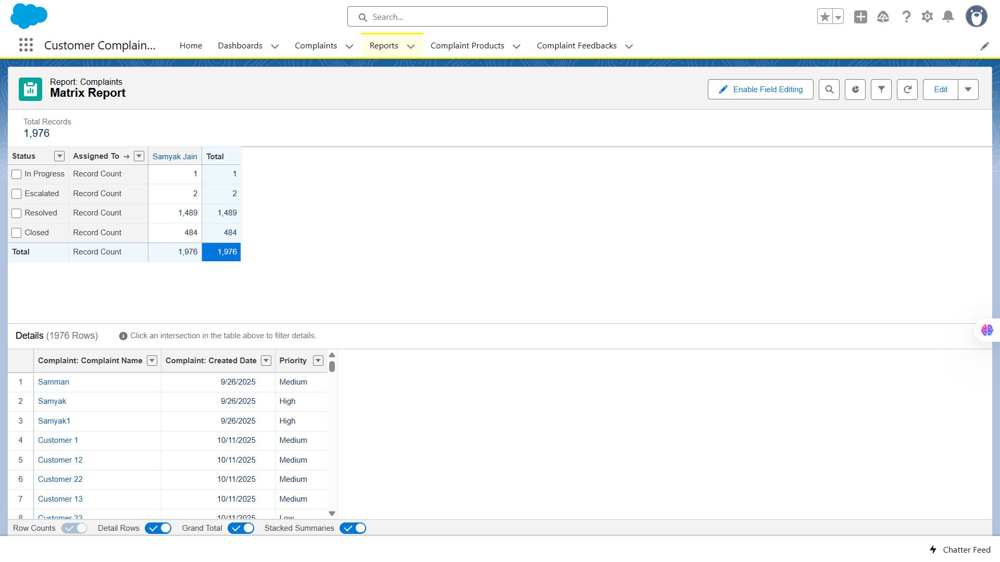 Search...
Customer Complain...
Home
Dashboards
Complaints
Reports
Complaint Products
Complaint Feedbacks
Report: Complaints
Matrix Report
Enable Field Editing
Edit
Total Records
1,976
Status Assigned To → Samyak Jain Total
In Progress Record Count 1 1
Escalated Record Count 2 2
Resolved Record Count 1,489 1,489
Closed Record Count 484 484
Total Record Count 1,976 1,976
Details (1976 Rows) Click an intersection in the table above to filter details.
Complaint: Complaint Name Complaint: Created Date Priority
1 Samman 9/26/2025 Medium
2 Samyak 9/26/2025 High
3 Samyak1 9/26/2025 High
4 Customer 1 10/11/2025 Medium
5 Customer 12 10/11/2025 Medium
6 Customer 22 10/11/2025 Medium
7 Customer 13 10/11/2025 Medium
8 Customer 33 10/11/2025 Low
Row Counts Detail Rows Grand Total Stacked Summaries
Chatter Feed